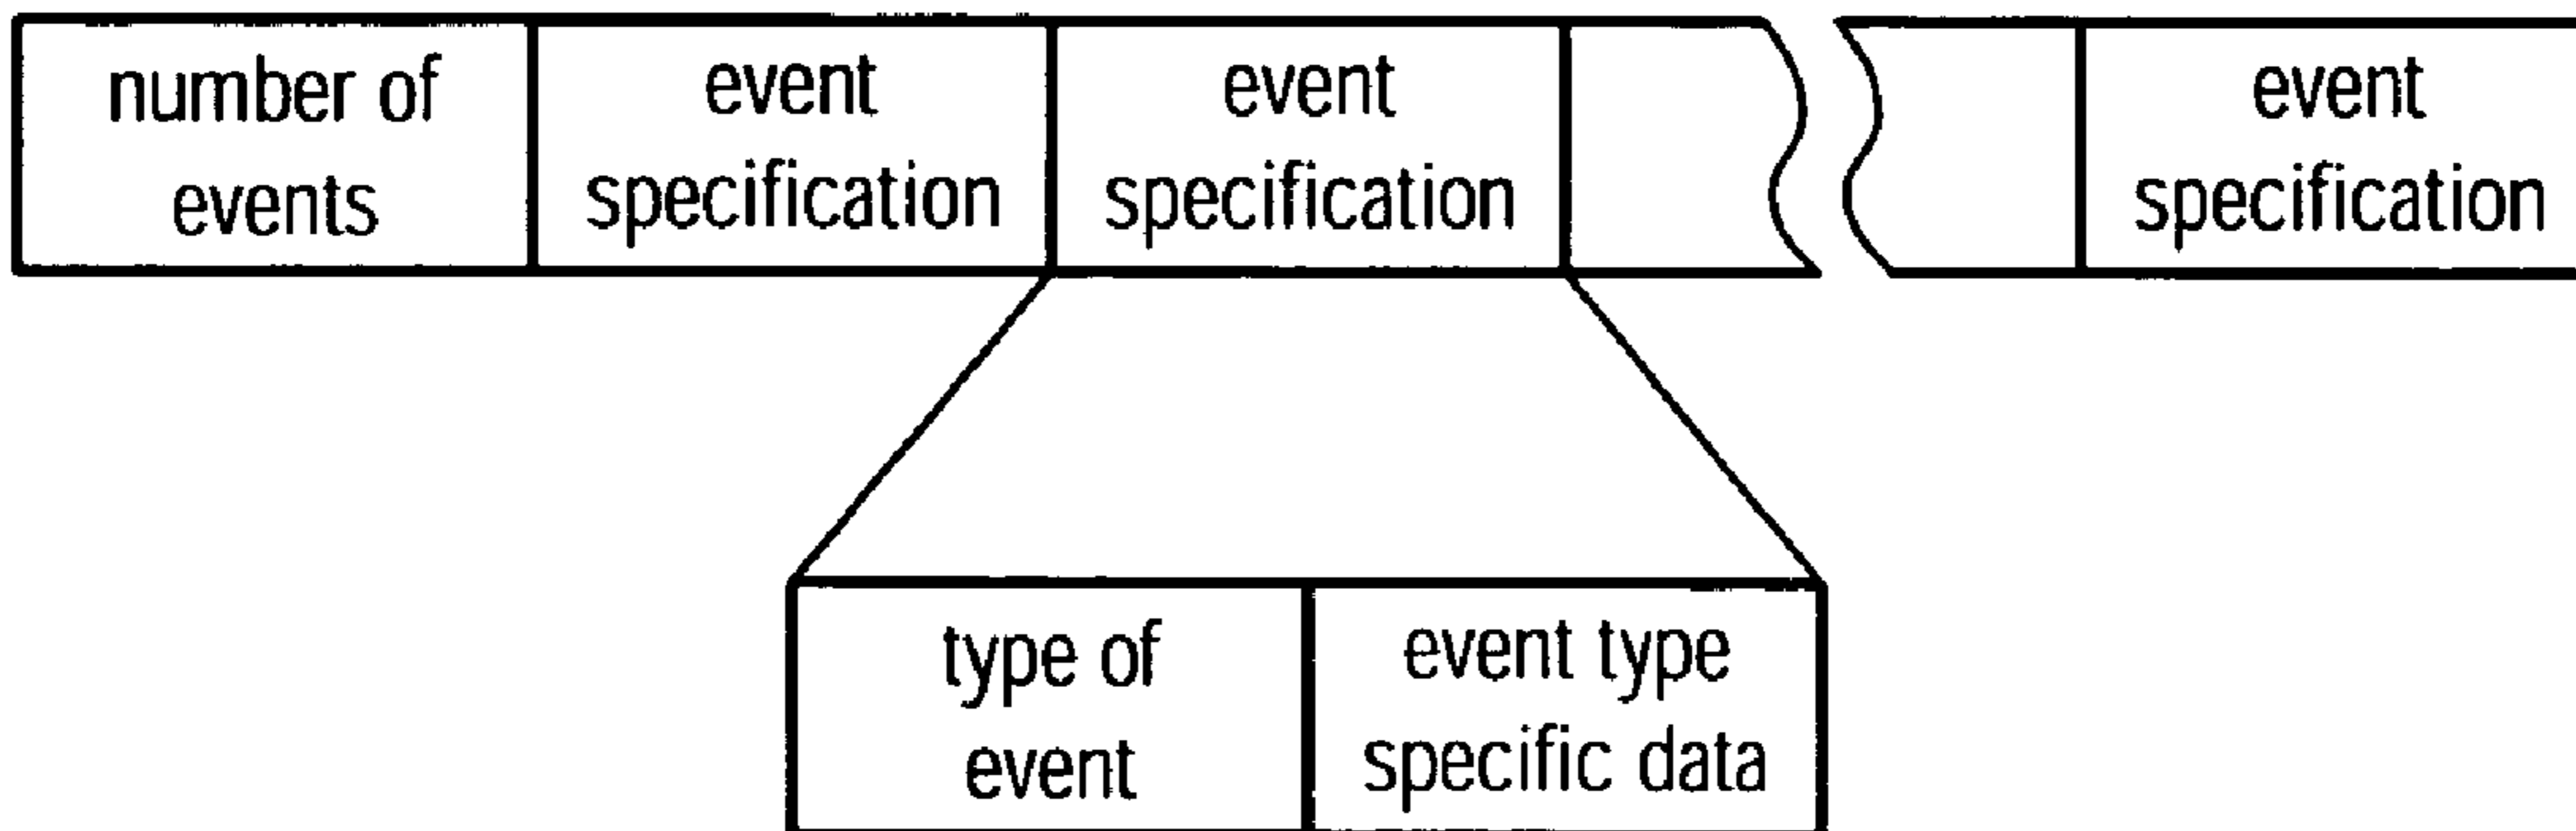 number of
events
event
specification
event
specification
event
specification
type of
event
event type
specific data